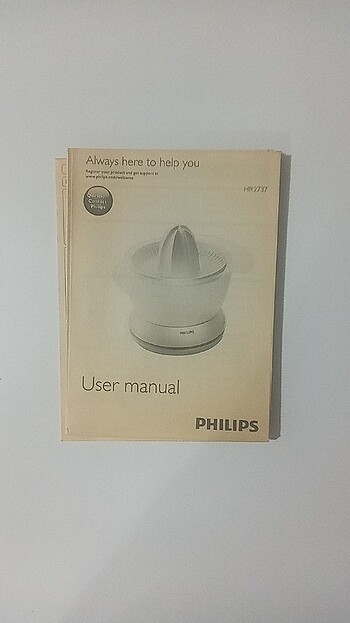 Always here to help you
Register your product and get support at
www.philips.com/welcome
HR2737
Question?
Contact
Philips
PHILIPS
User manual
PHILIPS